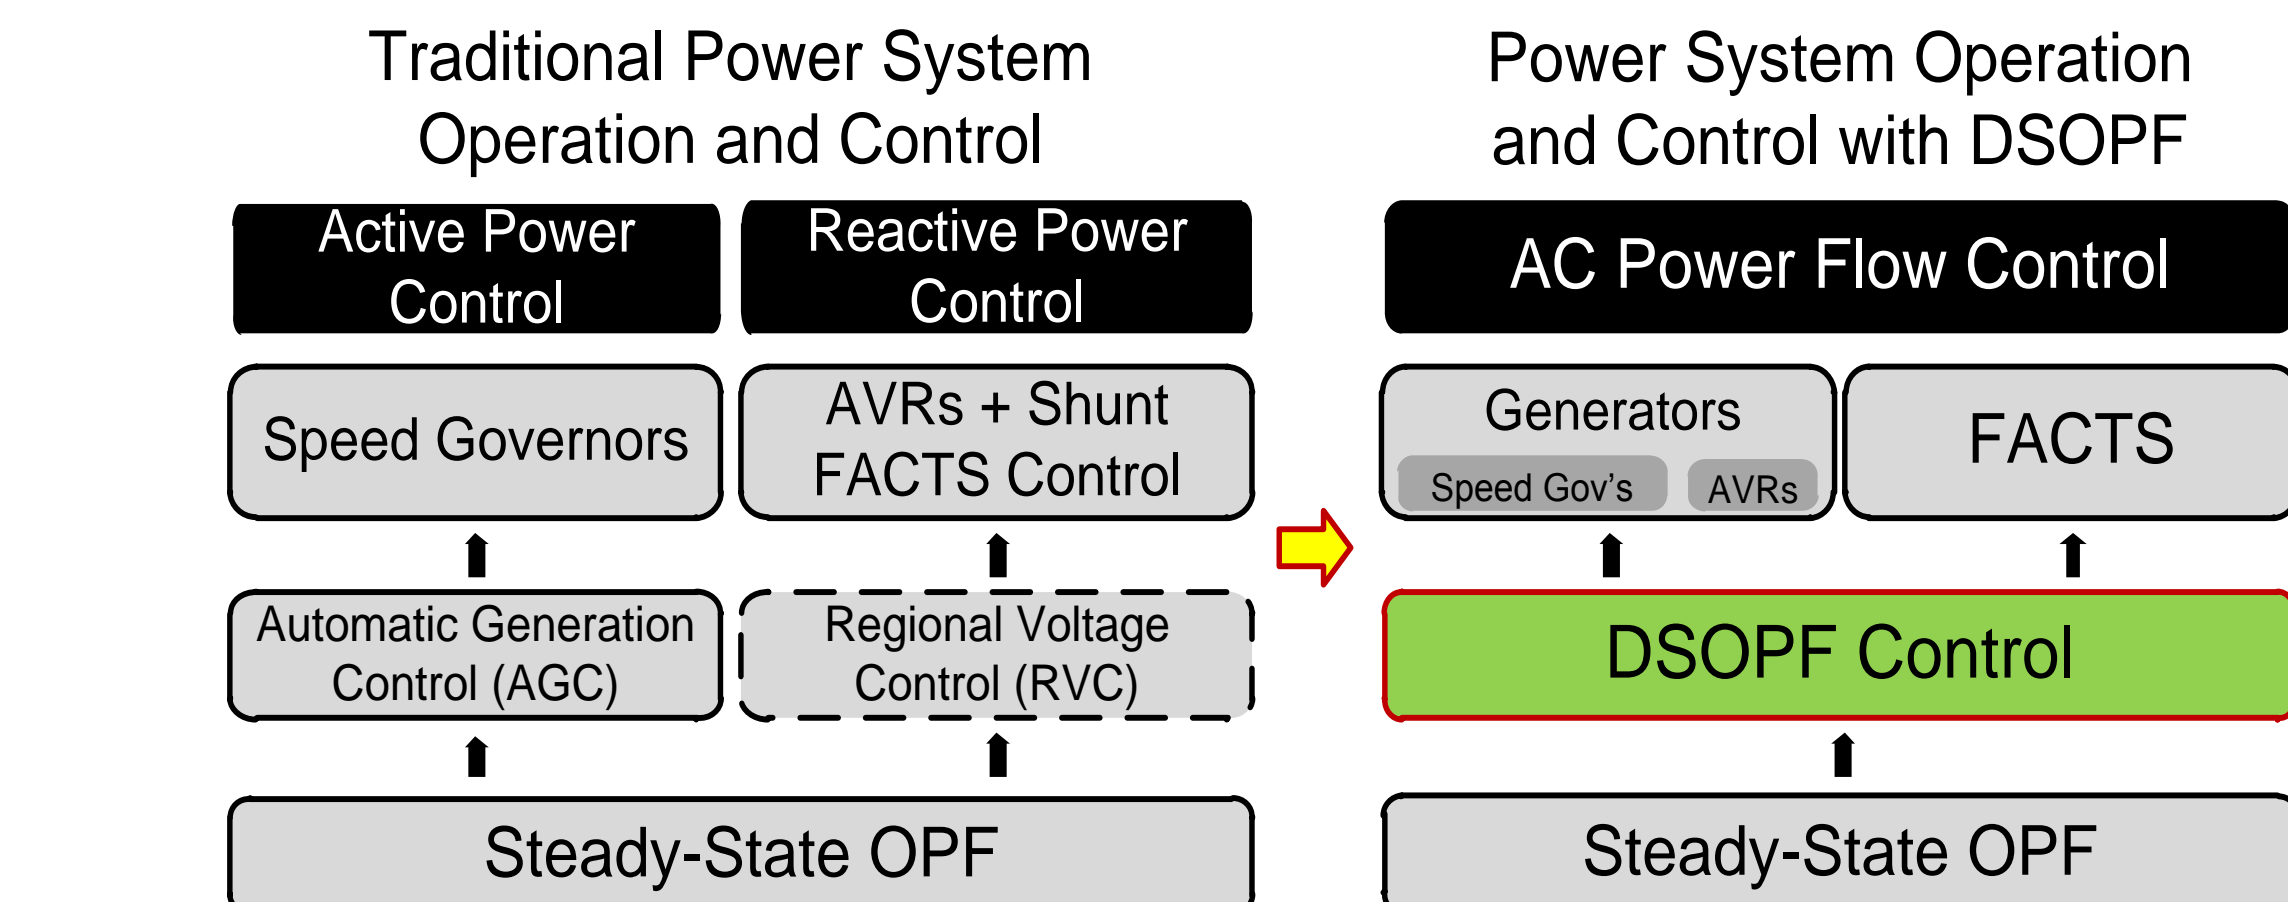 Traditional Power System
Operation and Control
Active Power
Control
Reactive Power
Control
Speed Governors
AVRs + Shunt
FACTS Control
Automatic Generation
Control (AGC)
Regional Voltage
Control (RVC)
Steady-State OPF
Power System Operation
and Control with DSOPF
AC Power Flow Control
Generators
Speed Gov’s
AVRs
FACTS
DSOPF Control
Steady-State OPF